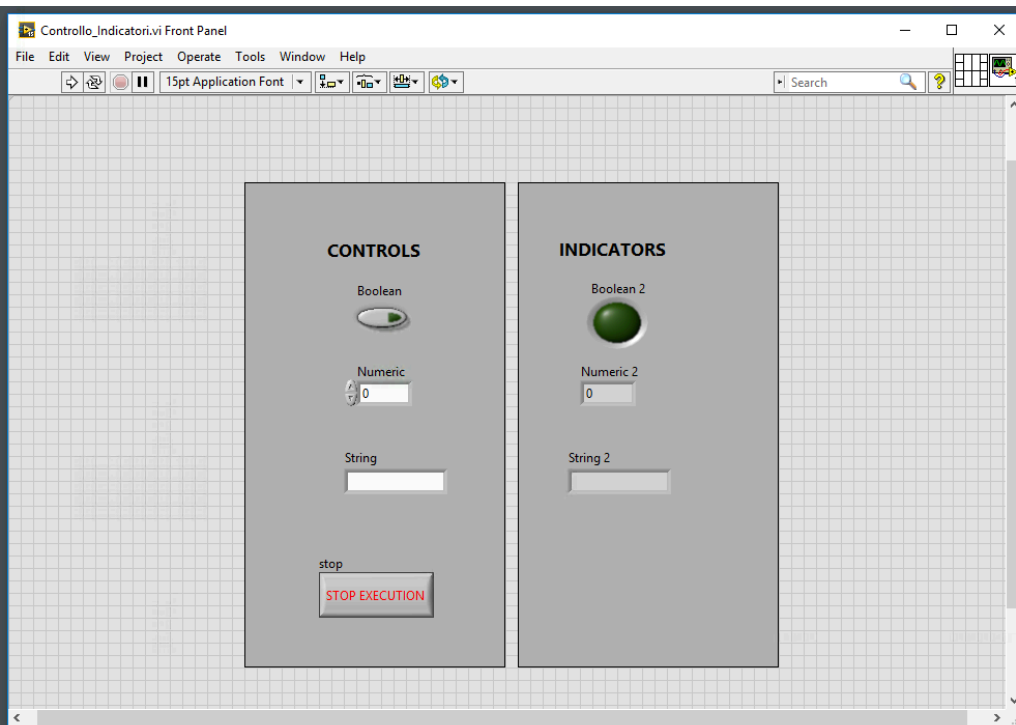 Controllo_Indicatori.vi Front Panel
File Edit View Project Operate Tools Window Help
15pt Application Font
Search
?
CONTROLS
INDICATORS
Boolean
Boolean 2
Numeric
Numeric 2
0
0
String
String 2
stop
STOP EXECUTION